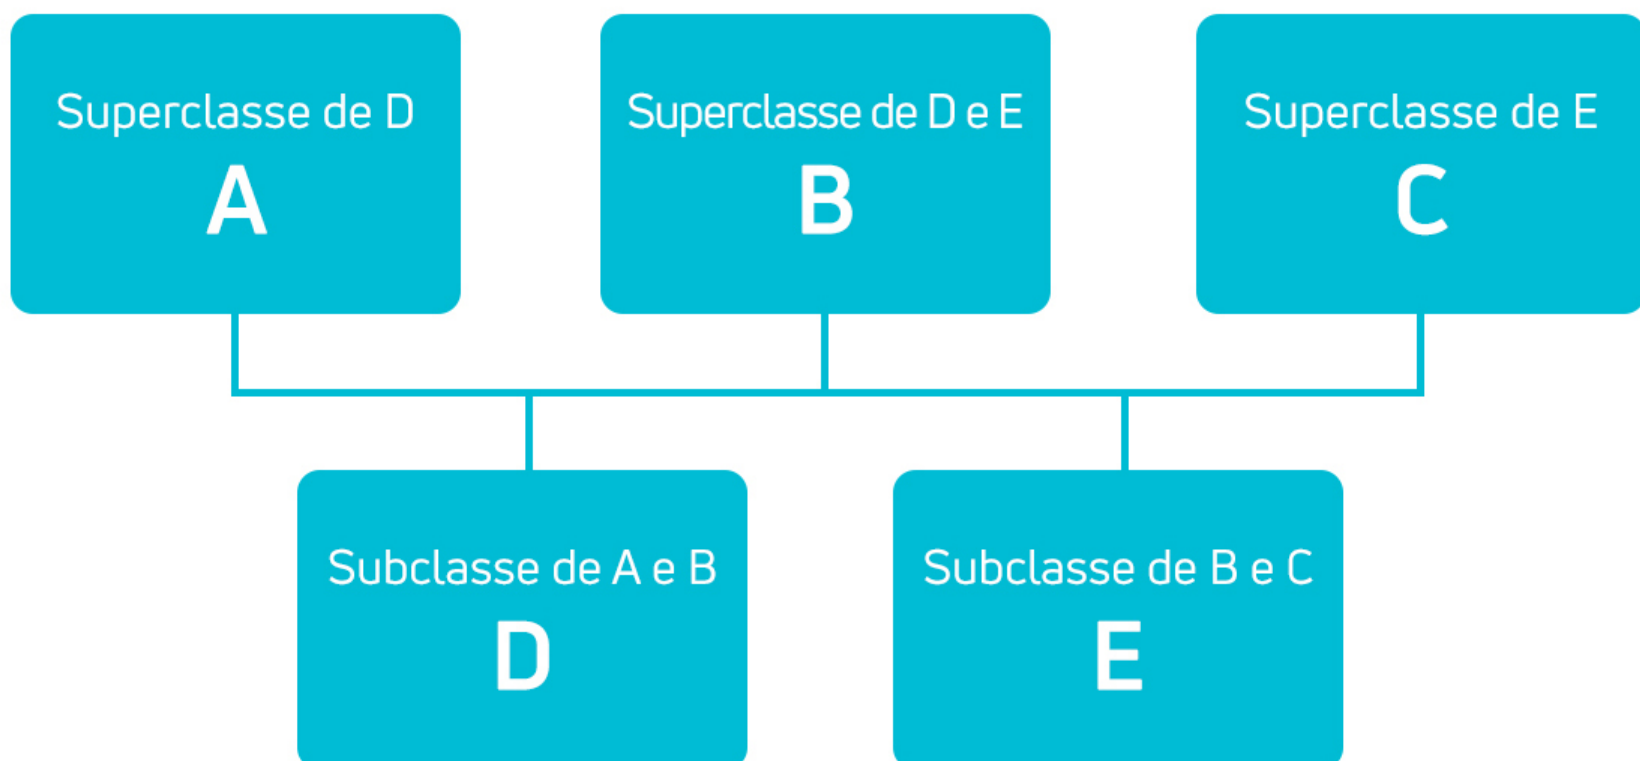 Superclasse de D
A
Superclasse de D e E
B
Superclasse de E
C
Subclasse de A e B
D
Subclasse de B e C
E